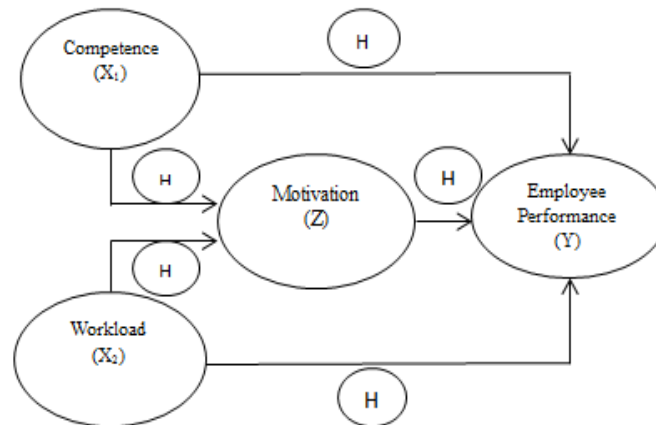 H
Competence
(X₁)
H
Motivation
(Z)
H
Employee
Performance
(Y)
H
Workload
(X₂)
H